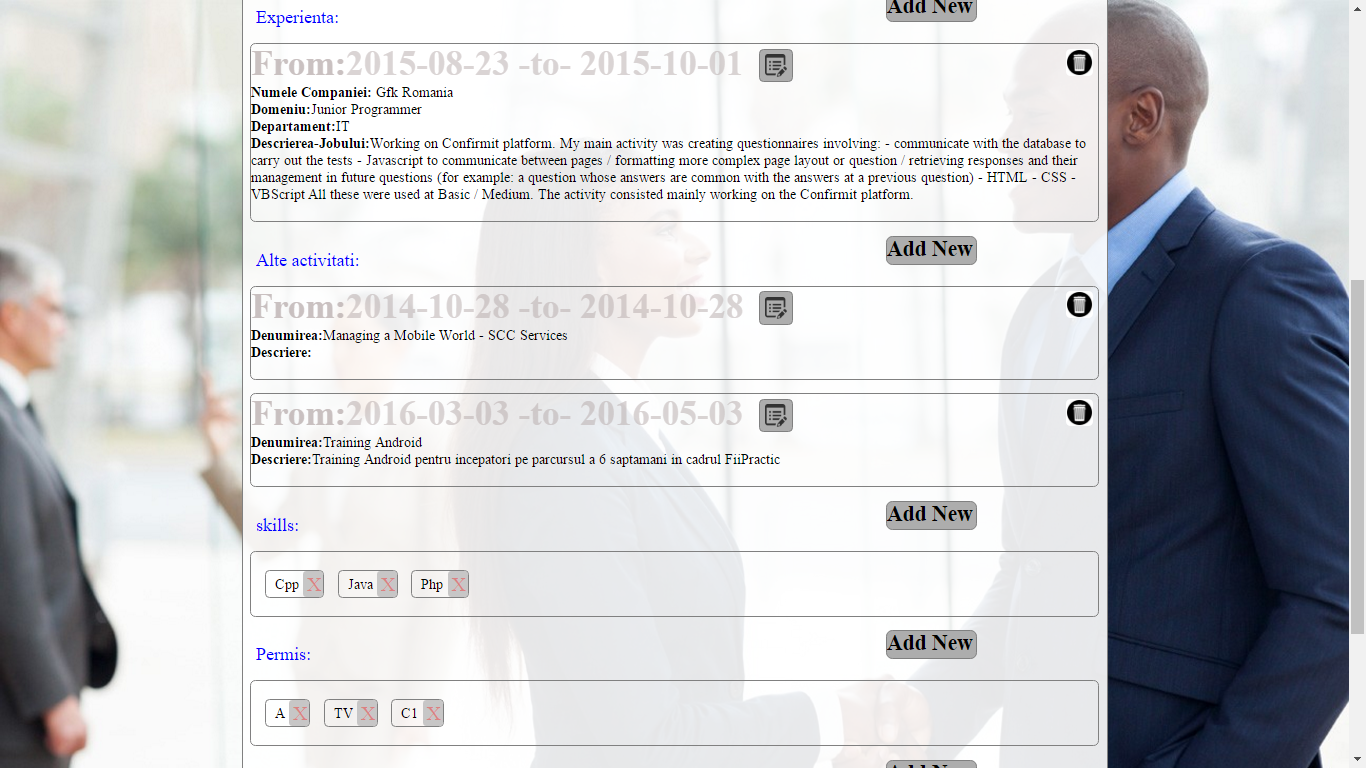 Add New
Experienta:
From:2015-08-23 -to- 2015-10-01
Numele Companiei: Gfk Romania
Domeniu:Junior Programmer
Departament:IT
Descrierea-Jobului:Working on Confirmit platform. My main activity was creating questionnaires involving: - communicate with the database to
carry out the tests - Javascript to communicate between pages / formatting more complex page layout or question / retrieving responses and their
management in future questions (for example: a question whose answers are common with the answers at a previous question) - HTML - CSS -
VBScript All these were used at Basic / Medium. The activity consisted mainly working on the Confirmit platform.
Add New
Alte activitati:
From:2014-10-28 -to- 2014-10-28
Denumirea:Managing a Mobile World - SCC Services
Descriere:
From:2016-03-03 -to- 2016-05-03
Denumirea:Training Android
Descriere:Training Android pentru incepatori pe parcursul a 6 saptamani in cadrul FiiPractic
Add New
skills:
Cpp X Java X Php X
Add New
Permis:
A X TV X C1 X
Add New